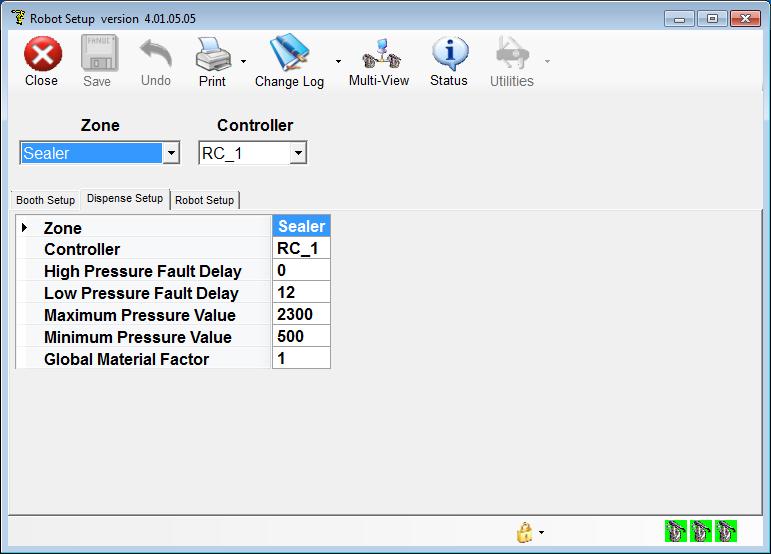 Robot Setup version 4.01.05.05
FANUC
Close Save Undo Print Change Log Multi-View Status Utilities
Zone Controller
Sealer RC_1
Booth Setup Dispense Setup Robot Setup
Zone Sealer
Controller RC_1
High Pressure Fault Delay 0
Low Pressure Fault Delay 12
Maximum Pressure Value 2300
Minimum Pressure Value 500
Global Material Factor 1